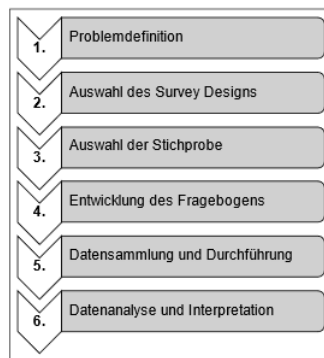 1. Problemdefinition
2. Auswahl des Survey Designs
3. Auswahl der Stichprobe
4. Entwicklung des Fragebogens
5. Datensammlung und Durchführung
6. Datenanalyse und Interpretation